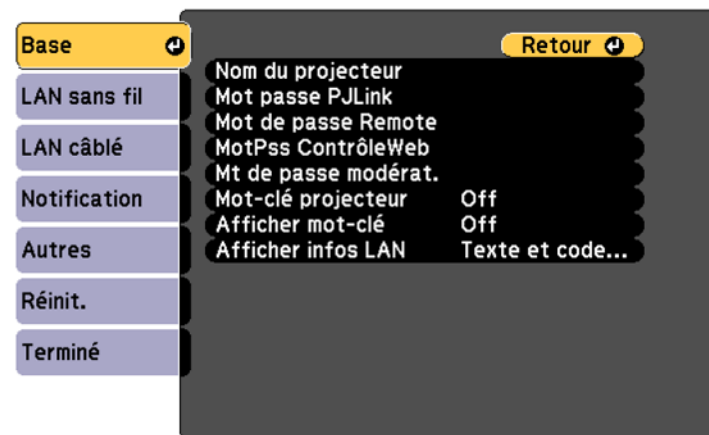 Base
LAN sans fil
LAN câblé
Notification
Autres
Réinit.
Terminé
Retour
Nom du projecteur
Mot passe PJLink
Mot de passe Remote
MotPss ContrôleWeb
Mt de passe modérat.
Mot-clé projecteur Off
Afficher mot-clé Off
Afficher infos LAN Texte et code...